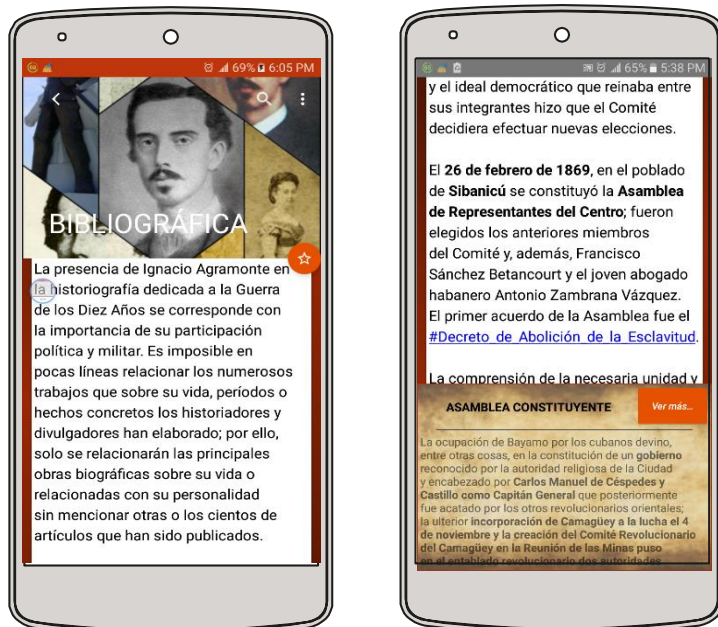 69% 6:05 PM
BIBLIOGRÁFICA
La presencia de Ignacio Agramonte en
la historiografía dedicada a la Guerra
de los Diez Años se corresponde con
la importancia de su participación
política y militar. Es imposible en
pocas líneas relacionar los numerosos
trabajos que sobre su vida, períodos o
hechos concretos los historiadores y
divulgadores han elaborado; por ello,
solo se relacionarán las principales
obras biográficas sobre su vida o
relacionadas con su personalidad
sin mencionar otras o los cientos de
artículos que han sido publicados.
65% 5:38 PM
y el ideal democrático que reinaba entre
sus integrantes hizo que el Comité
decidiera efectuar nuevas elecciones.
El 26 de febrero de 1869, en el poblado
de Sibanicú se constituyó la Asamblea
de Representantes del Centro; fueron
elegidos los anteriores miembros
del Comité y, además, Francisco
Sánchez Betancourt y el joven abogado
habanero Antonio Zambrana Vázquez.
El primer acuerdo de la Asamblea fue el
#Decreto_de_Abolición_de_la_Esclavitud.
La comprensión de la necesaria unidad y
ASAMBLEA CONSTITUYENTE
Ver más...
La ocupación de Bayamo por los cubanos devino,
entre otras cosas, en la constitución de un gobierno
reconocido por la autoridad religiosa de la Ciudad
y encabezado por Carlos Manuel de Céspedes y
Castillo como Capitán General que posteriormente
fue acatado por los otros revolucionarios orientales;
la ulterior incorporación de Camagüey a la lucha el 4
de noviembre y la creación del Comité Revolucionario
del Camagüey en la Reunión de las Minas puso
en el entablado revolucionario dos autoridades